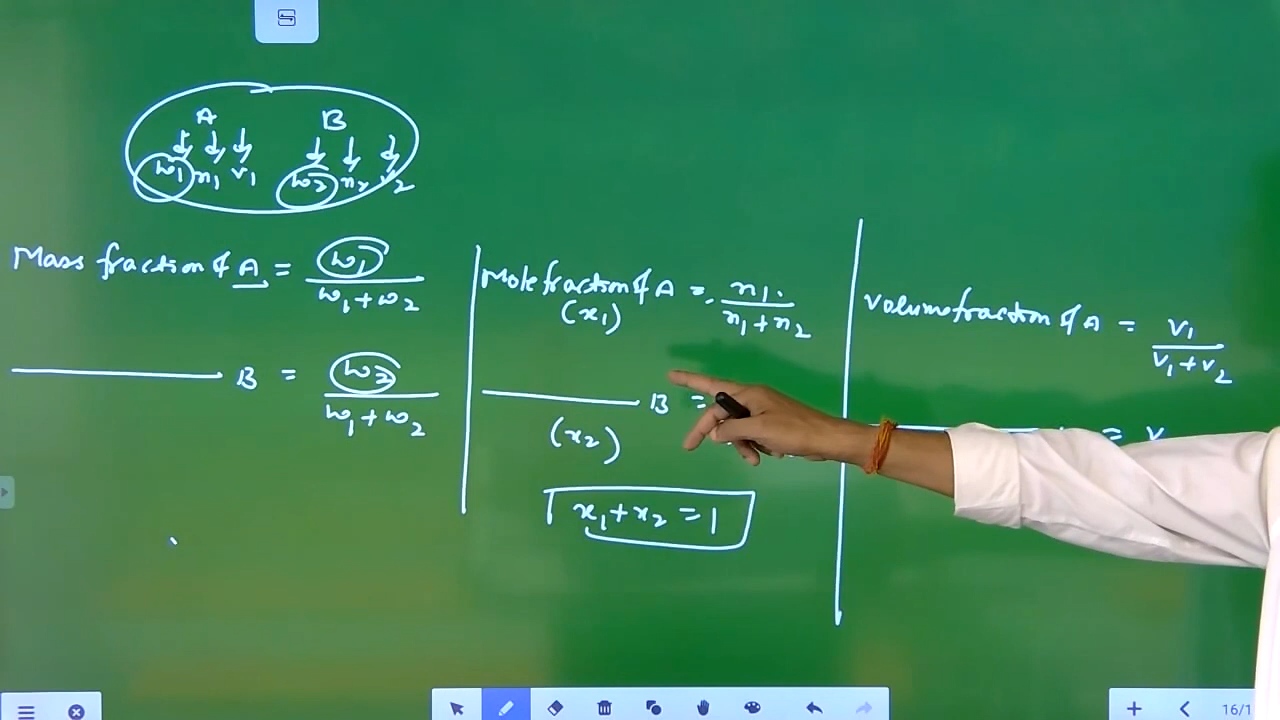 A B
w1 n1 v1 w2 n2 v2
Mass fraction of A = w1 / w1 + w2
B = w2 / w1 + w2
Mole fraction of A = n1 / n1 + n2
(x1)
B =
(x2)
x1 + x2 = 1
Volume fraction of A = v1 / v1 + v2
= v
16/1